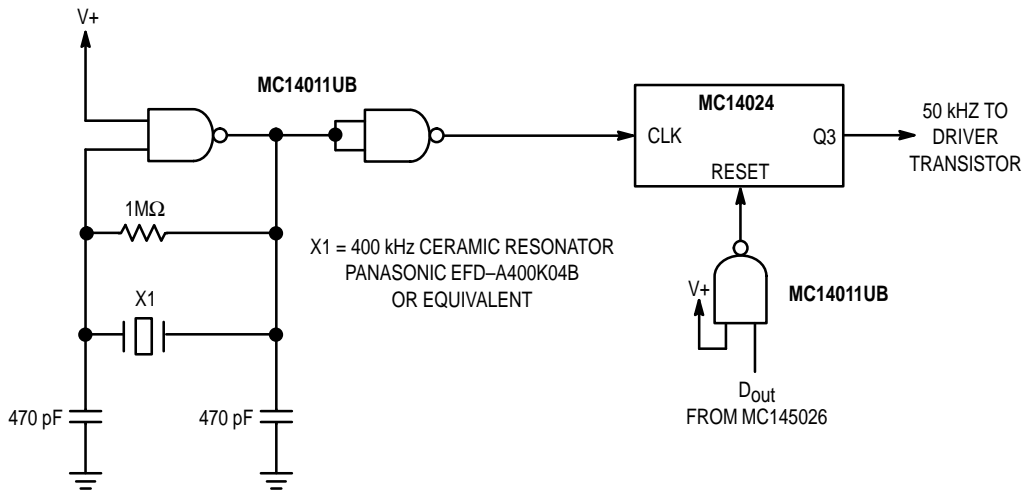 V+
MC14011UB
MC14024
CLK
Q3
RESET
50 kHZ TO
DRIVER
TRANSISTOR
1MΩ
X1 = 400 kHz CERAMIC RESONATOR
PANASONIC EFD–A400K04B
OR EQUIVALENT
V+
MC14011UB
X1
Dout
FROM MC145026
470 pF
470 pF